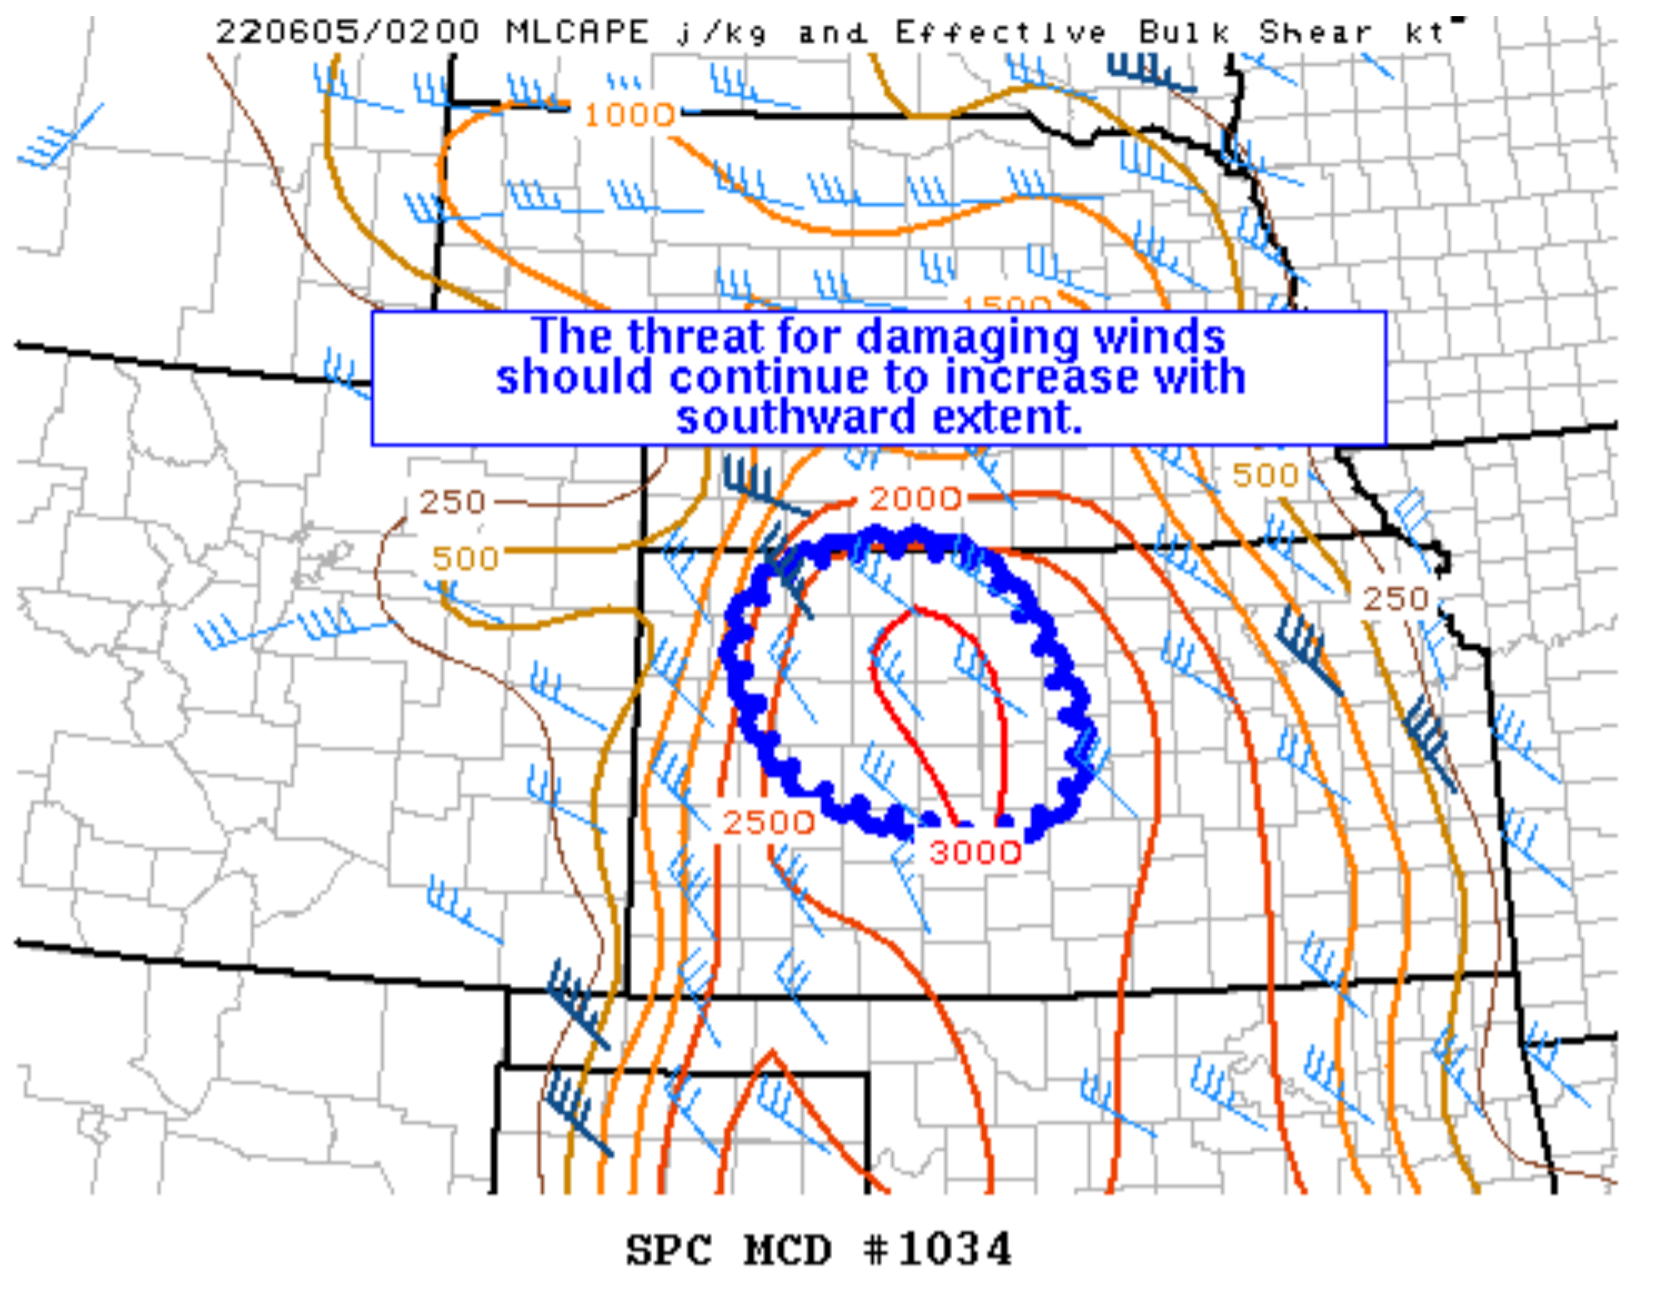 220605/0200 MLCAPE j/kg and Effective Bulk Shear kt
1000
1500
The threat for damaging winds
should continue to increase with
southward extent.
250
2000
500
500
250
2500
3000
SPC MCD #1034